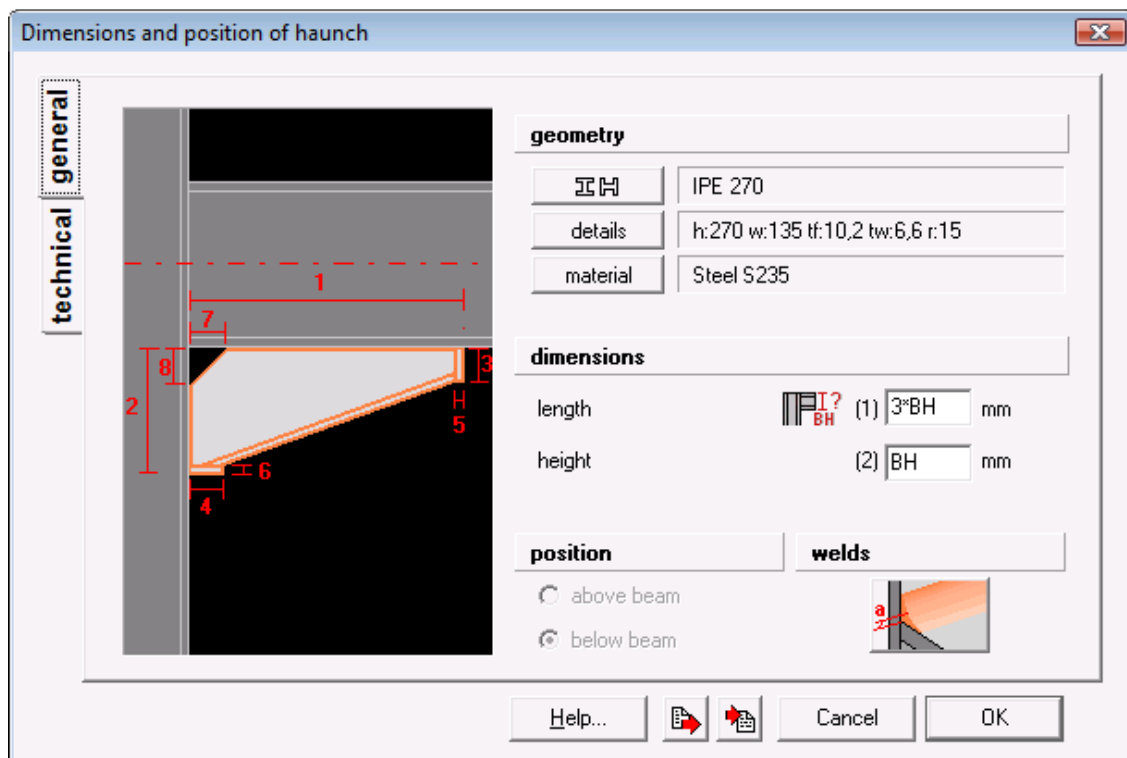 Dimensions and position of haunch
general
technical
1
7
8
2
3
5
6
4
geometry
IPE 270
details
h:270 w:135 tf:10,2 tw:6,6 r:15
material
Steel S235
dimensions
length I? BH (1) 3*BH mm
height (2) BH mm
position
above beam
below beam
welds
a
Help... Cancel OK